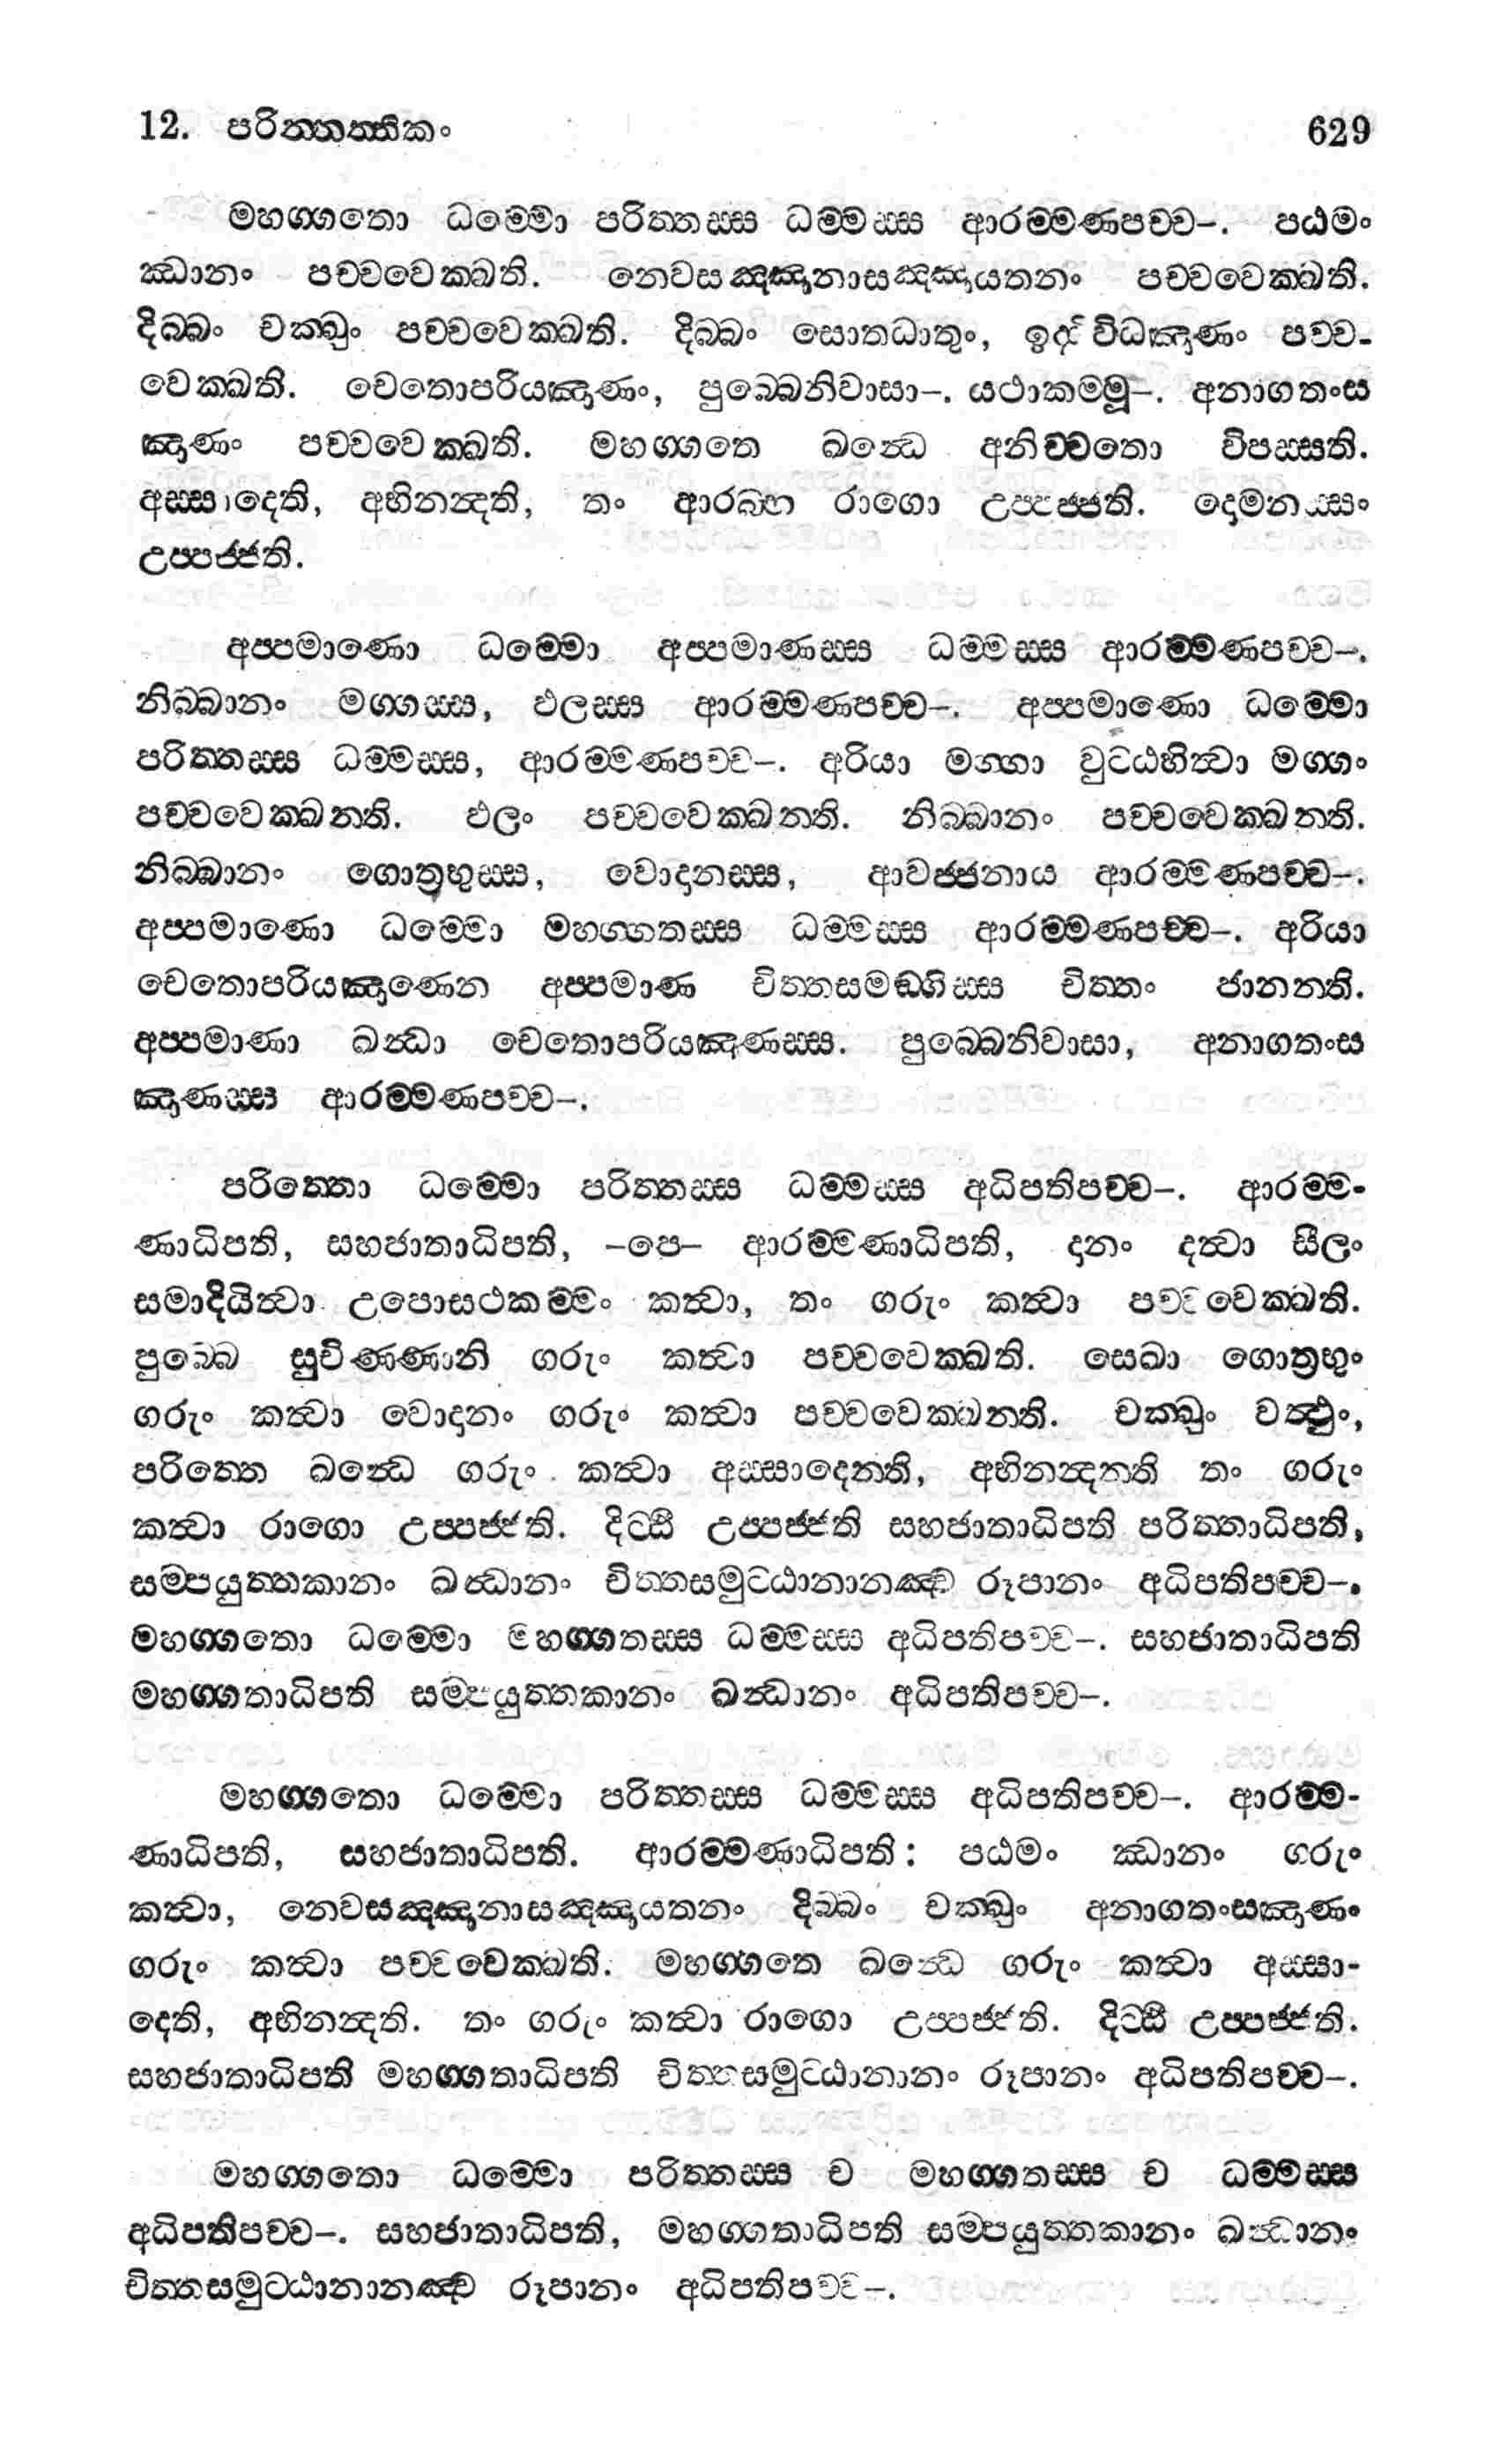 12. පරිත්තත්තිකං 629
මහග්ගතො ධම්මො පරිත්තස්ස ධම්මස්ස ආරම්මණපච්ච–. පඨමං
ඣානං පච්චවෙක්ඛති. නෙවසඤ්ඤානාසඤ්ඤායතනං පච්චවෙක්ඛති.
දිබ්බං චක්ඛුං පච්චවෙක්ඛති. දිබ්බං සොතධාතුං, ඉද්ධිවිධඤාණං පච්ච-
වෙක්ඛති. චෙතොපරියඤාණං, පුබ්බෙනිවාසා–. යථාකම්මූ–. අනාගතංස
ඤාණං පච්චවෙක්ඛති. මහග්ගතෙ ඛන්ධෙ අනිච්චතො විපස්සති.
අස්සාදෙති, අභිනන්දති, තං ආරබ්භ රාගො උප්පජ්ජති. දොමනස්සං
උප්පජ්ජති.
අප්පමාණො ධම්මො අප්පමාණස්ස ධම්මස්ස ආරම්මණපච්ච–.
නිබ්බානං මග්ගස්ස, ඵලස්ස ආරම්මණපච්ච–. අප්පමාණො ධම්මො
පරිත්තස්ස ධම්මස්ස, ආරම්මණපච්ච–. අරියා මග්ගා වුට්ඨහිත්වා මග්ගං
පච්චවෙක්ඛන්ති. ඵලං පච්චවෙක්ඛන්ති. නිබ්බානං පච්චවෙක්ඛන්ති.
නිබ්බානං ගොත්‍රභුස්ස, වොදානස්ස, ආවජ්ජනාය ආරම්මණපච්ච–.
අප්පමාණො ධම්මො මහග්ගතස්ස ධම්මස්ස ආරම්මණපච්ච–. අරියා
චෙතොපරියඤාණෙන අප්පමාණ චිත්තසමඞ්ගිස්ස චිත්තං ජානන්ති.
අප්පමාණා ඛන්ධා චෙතොපරියඤාණස්ස. පුබ්බෙනිවාසා, අනාගතංස
ඤාණස්ස ආරම්මණපච්ච–.
පරිත්තො ධම්මො පරිත්තස්ස ධම්මස්ස අධිපතිපච්ච–. ආරම්ම-
ණාධිපති, සහජාතාධිපති, –පෙ– ආරම්මණාධිපති, දානං දත්වා සීලං
සමාදියිත්වා උපොසථකම්මං කත්වා, තං ගරුං කත්වා පච්චවෙක්ඛති.
පුබ්බෙ සුචිණ්ණානි ගරුං කත්වා පච්චවෙක්ඛති. සෙඛා ගොත්‍රභුං
ගරුං කත්වා වොදානං ගරුං කත්වා පච්චවෙක්ඛන්ති. චක්ඛුං වත්ථුං,
පරිත්තෙ ඛන්ධෙ ගරුං කත්වා අස්සාදෙන්ති, අභිනන්දන්ති තං ගරුං
කත්වා රාගො උප්පජ්ජති. දිට්ඨි උප්පජ්ජති සහජාතාධිපති පරිත්තාධිපති,
සම්පයුත්තකානං ඛන්ධානං චිත්තසමුට්ඨානානඤ්ච රූපානං අධිපතිපච්ච–.
මහග්ගතො ධම්මො මහග්ගතස්ස ධම්මස්ස අධිපතිපච්ච–. සහජාතාධිපති
මහග්ගතාධිපති සම්පයුත්තකානං ඛන්ධානං අධිපතිපච්ච–.
මහග්ගතො ධම්මො පරිත්තස්ස ධම්මස්ස අධිපතිපච්ච–. ආරම්ම-
ණාධිපති, සහජාතාධිපති. ආරම්මණාධිපති: පඨමං ඣානං ගරුං
කත්වා, නෙවසඤ්ඤානාසඤ්ඤායතනං දිබ්බං චක්ඛුං අනාගතංසඤාණං
ගරුං කත්වා පච්චවෙක්ඛති. මහග්ගතෙ ඛන්ධෙ ගරුං කත්වා අස්සා-
දෙති, අභිනන්දති. තං ගරුං කත්වා රාගො උප්පජ්ජති. දිට්ඨි උප්පජ්ජති.
සහජාතාධිපති මහග්ගතාධිපති චිත්තසමුට්ඨානානං රූපානං අධිපතිපච්ච–.
මහග්ගතො ධම්මො පරිත්තස්ස ච මහග්ගතස්ස ච ධම්මස්ස
අධිපතිපච්ච–. සහජාතාධිපති, මහග්ගතාධිපති සම්පයුත්තකානං ඛන්ධානං
චිත්තසමුට්ඨානානඤ්ච රූපානං අධිපතිපච්ච–.